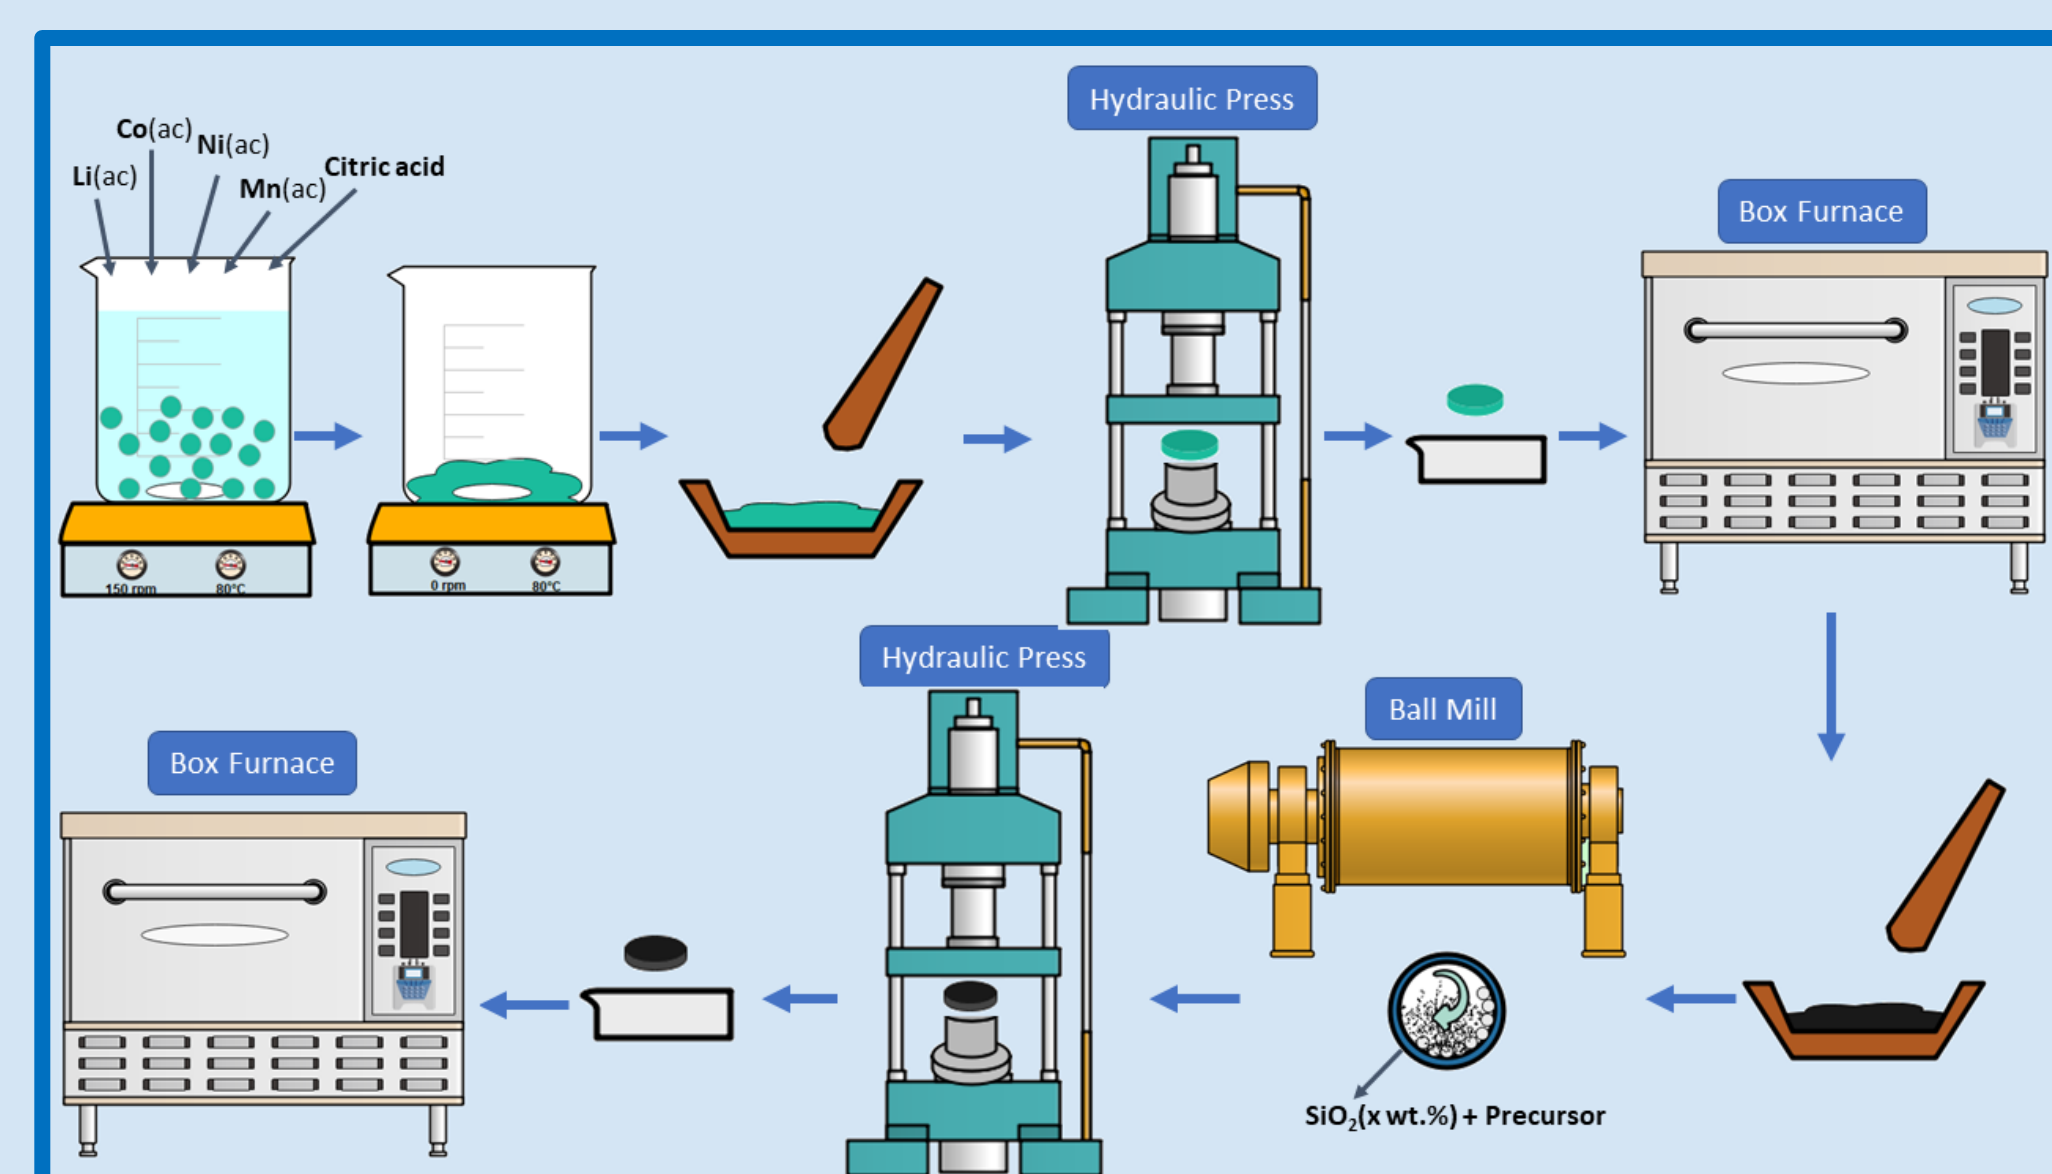 Hydraulic Press
Co(ac)
Ni(ac)
Citric acid
Li(ac)
Mn(ac)
Box Furnace
150 rpm
80°C
0 rpm
80°C
Hydraulic Press
Ball Mill
Box Furnace
SiO₂(x wt.%) + Precursor